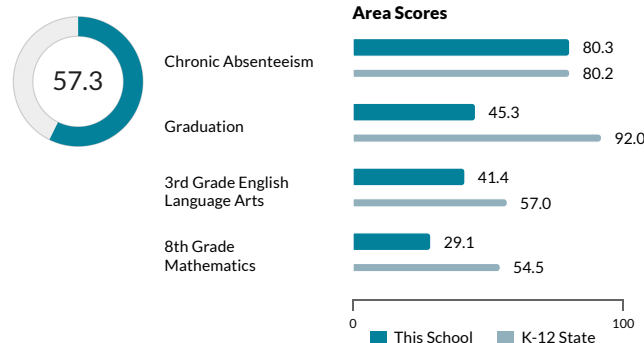 Area Scores
57.3
Chronic Absenteeism
80.3
80.2
Graduation
45.3
92.0
3rd Grade English
Language Arts
41.4
57.0
8th Grade
Mathematics
29.1
54.5
0
100
This School
K-12 State